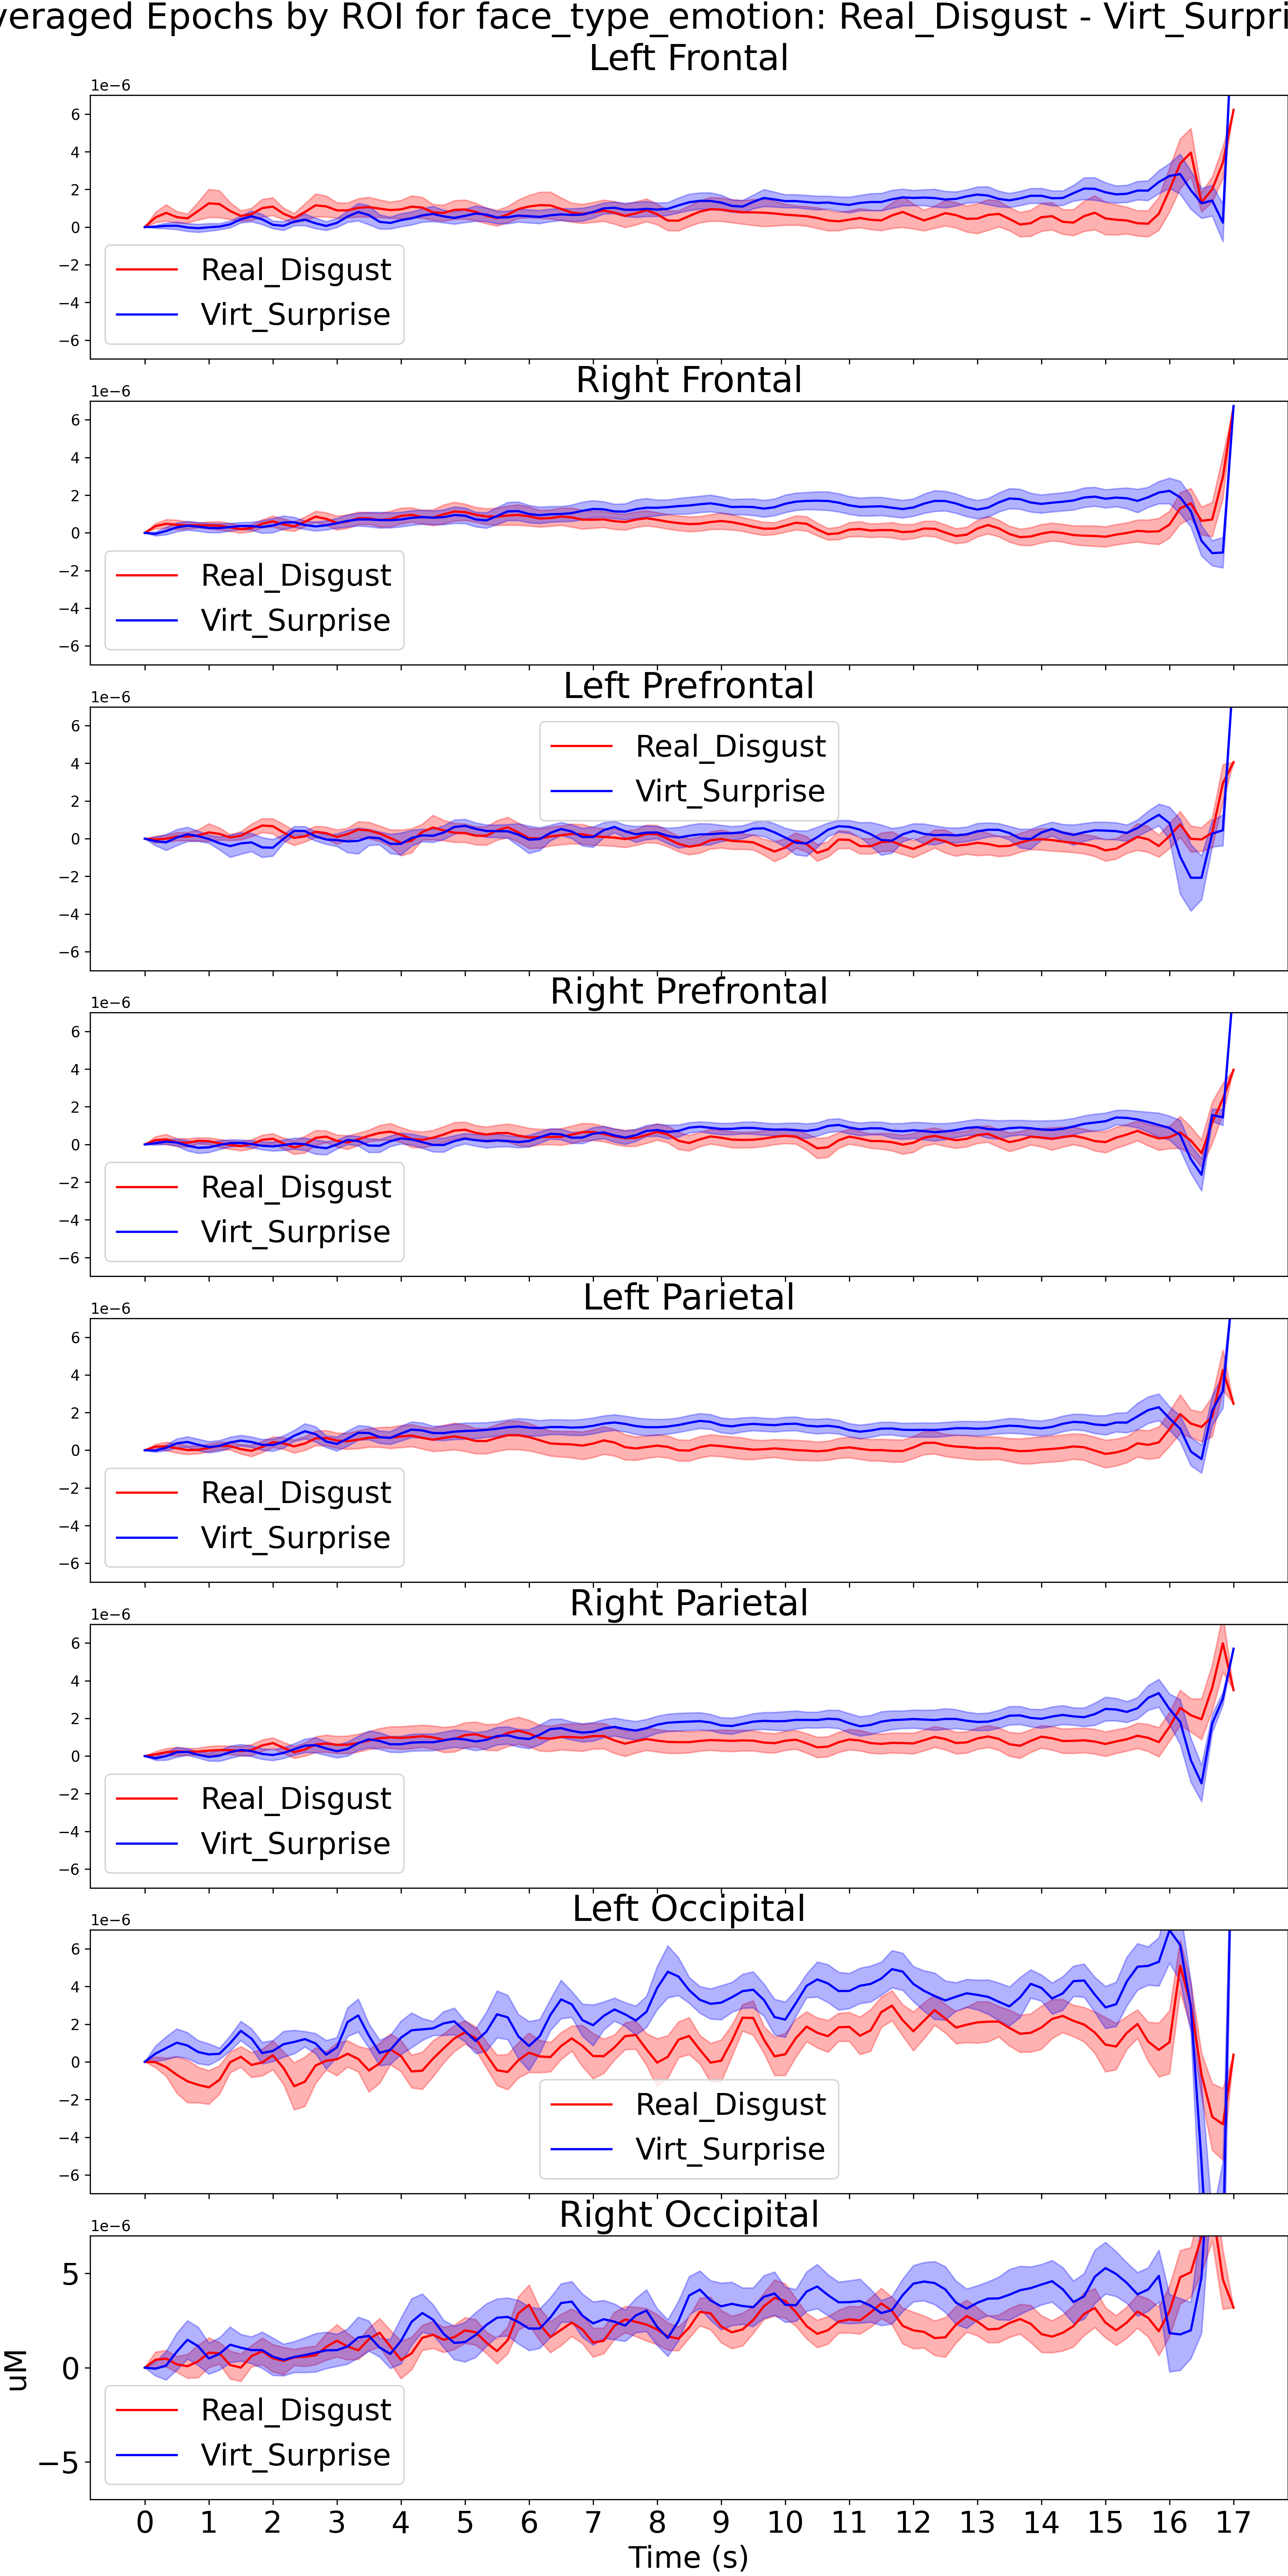 veraged Epochs by ROI for face_type_emotion: Real_Disgust - Virt_Surpri
Left Frontal
1e−6
6
4
2
0
−2
−4
−6
Real_Disgust
Virt_Surprise
Right Frontal
1e−6
6
4
2
0
−2
−4
−6
Real_Disgust
Virt_Surprise
Left Prefrontal
1e−6
6
4
2
0
−2
−4
−6
Real_Disgust
Virt_Surprise
Right Prefrontal
1e−6
6
4
2
0
−2
−4
−6
Real_Disgust
Virt_Surprise
Left Parietal
1e−6
6
4
2
0
−2
−4
−6
Real_Disgust
Virt_Surprise
Right Parietal
1e−6
6
4
2
0
−2
−4
−6
Real_Disgust
Virt_Surprise
Left Occipital
1e−6
6
4
2
0
−2
−4
−6
Real_Disgust
Virt_Surprise
Right Occipital
1e−6
5
0
−5
uM
Real_Disgust
Virt_Surprise
0 1 2 3 4 5 6 7 8 9 10 11 12 13 14 15 16 17
Time (s)